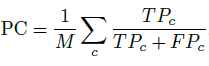 PC = \frac{1}{M} \sum_{c} \frac{TP_c}{TP_c + FP_c}